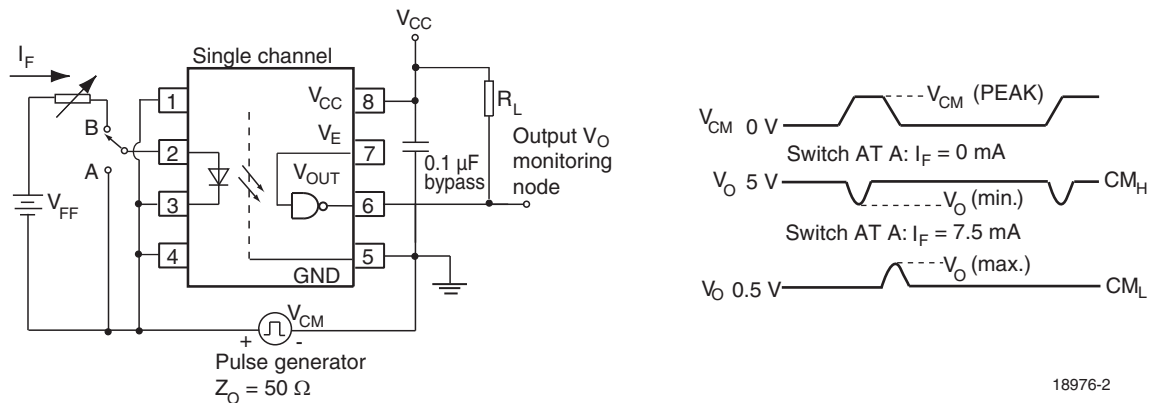 V_CC
I_F
Single channel
1
V_CC
8
R_L
B
V_E
2
7
Output V_O
monitoring
node
0.1 µF
bypass
A
V_OUT
V_FF
3
6
4
GND
5
V_CM
+
-
Pulse generator
Z_O = 50 Ω
V_CM (PEAK)
V_CM 0 V
Switch AT A: I_F = 0 mA
V_O 5 V
CM_H
V_O (min.)
Switch AT A: I_F = 7.5 mA
V_O (max.)
V_O 0.5 V
CM_L
18976-2